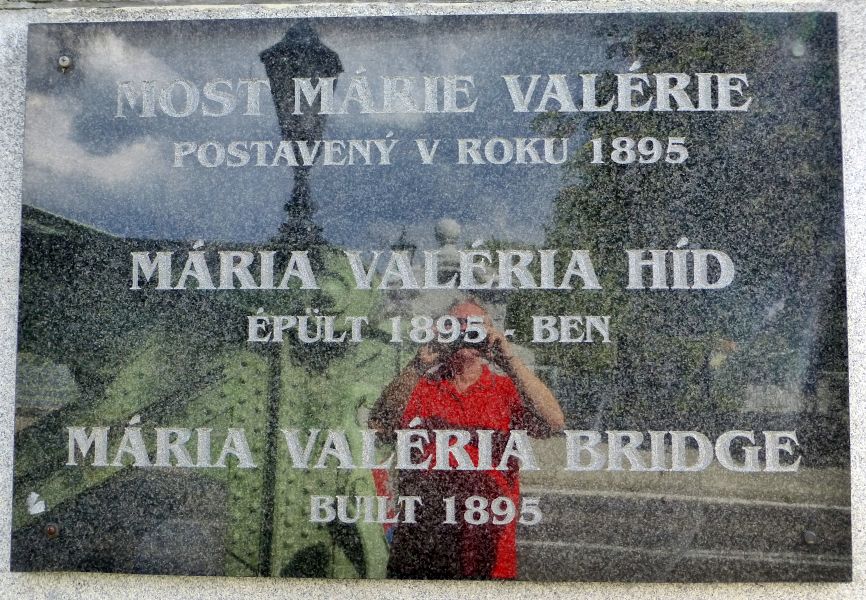 MOST MÁRIE VALÉRIE
POSTAVENÝ V ROKU 1895
MÁRIA VALÉRIA HÍD
ÉPÜLT 1895 - BEN
MÁRIA VALÉRIA BRIDGE
BUILT 1895